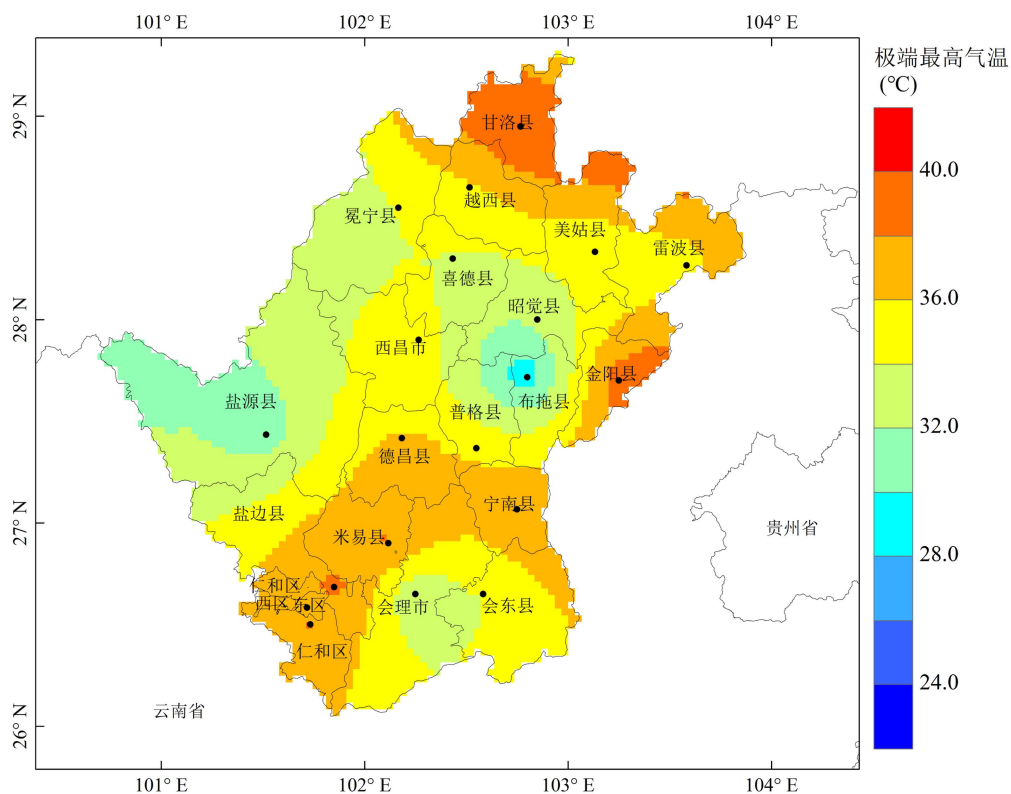 101° E
102° E
103° E
104° E
极端最高气温
(℃)
29° N
28° N
27° N
26° N
甘洛县
越西县
冕宁县
美姑县
雷波县
喜德县
昭觉县
西昌市
金阳县
盐源县
普格县
布拖县
德昌县
盐边县
宁南县
米易县
贵州省
仁和区
西区
东区
会理市
会东县
仁和区
云南省
40.0
36.0
32.0
28.0
24.0
101° E
102° E
103° E
104° E